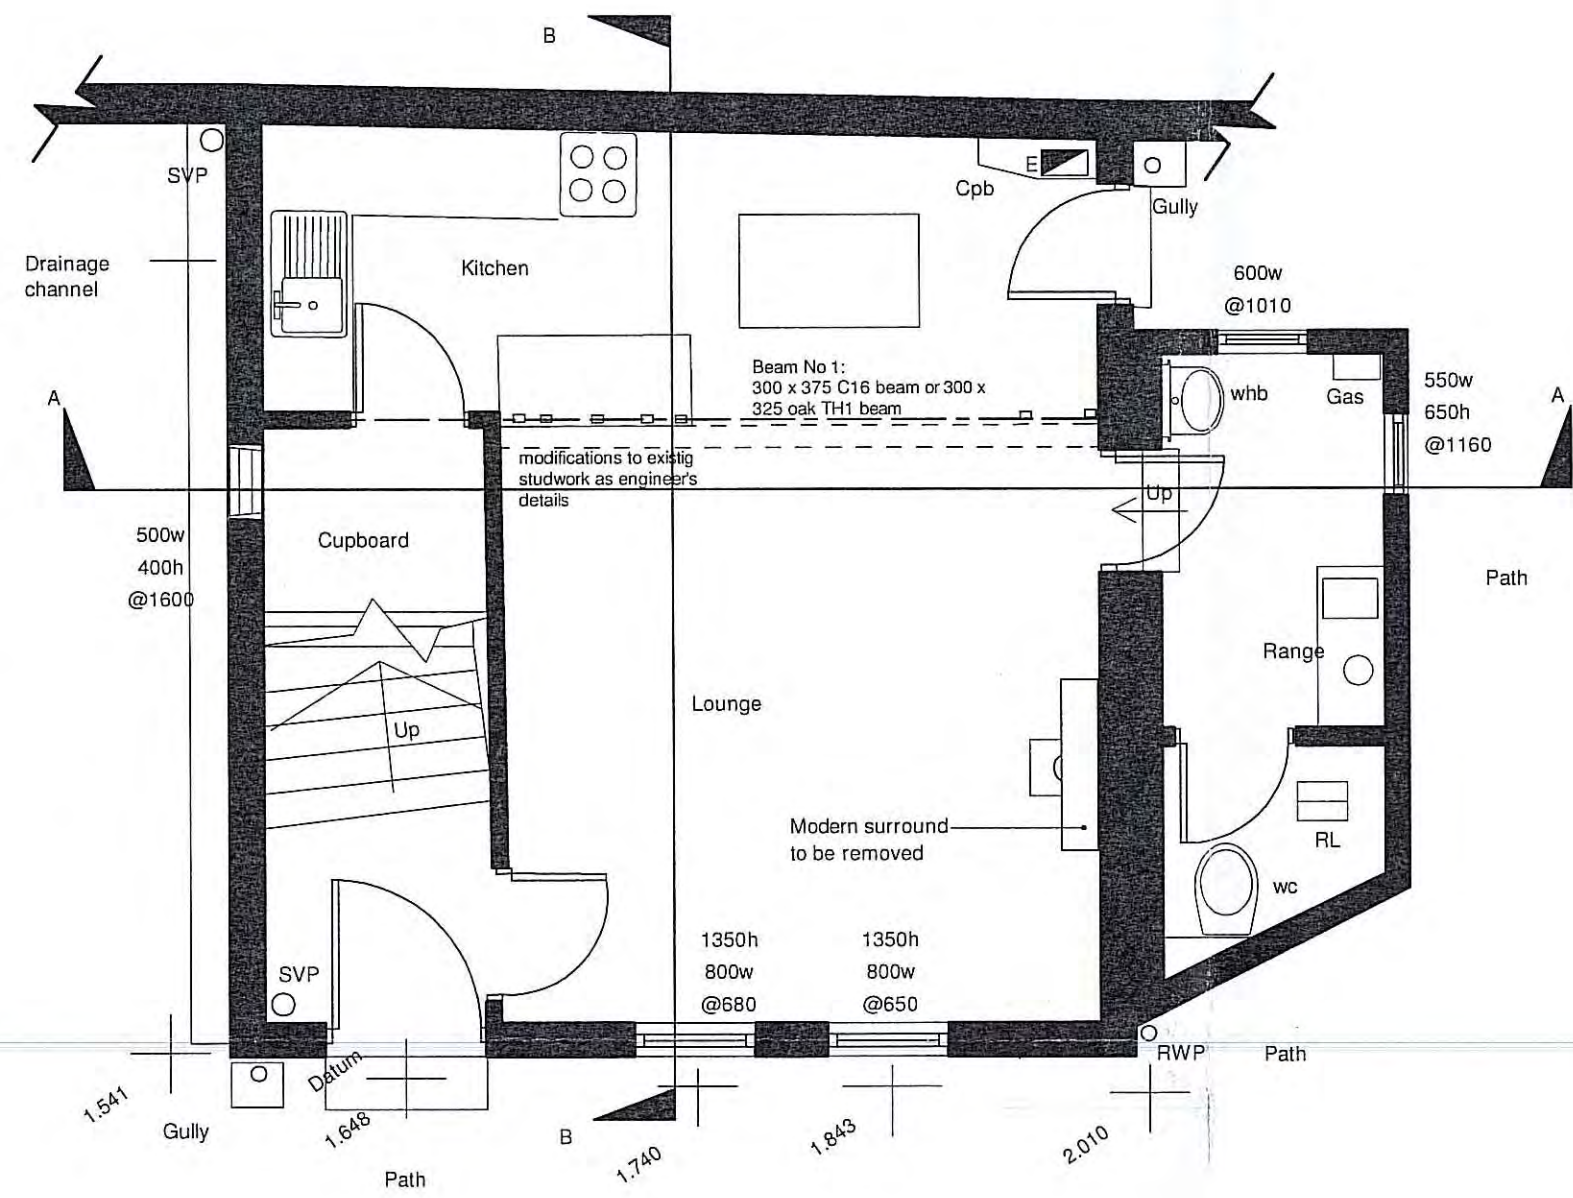 B
SVP
E
Cpb
Gully
Drainage
channel
Kitchen
600w
@1010
Beam No 1:
300 x 375 C16 beam or 300 x
325 oak TH1 beam
whb
Gas
550w
650h
@1160
A
A
modifications to existig
studwork as engineer's
details
Up
500w
400h
@1600
Cupboard
Path
Range
Lounge
Up
Modern surround
to be removed
RL
wc
1350h
800w
@680
1350h
800w
@650
SVP
Datum
RWP
Path
1.541
Gully
1.648
Path
B
1.740
1.843
2.010